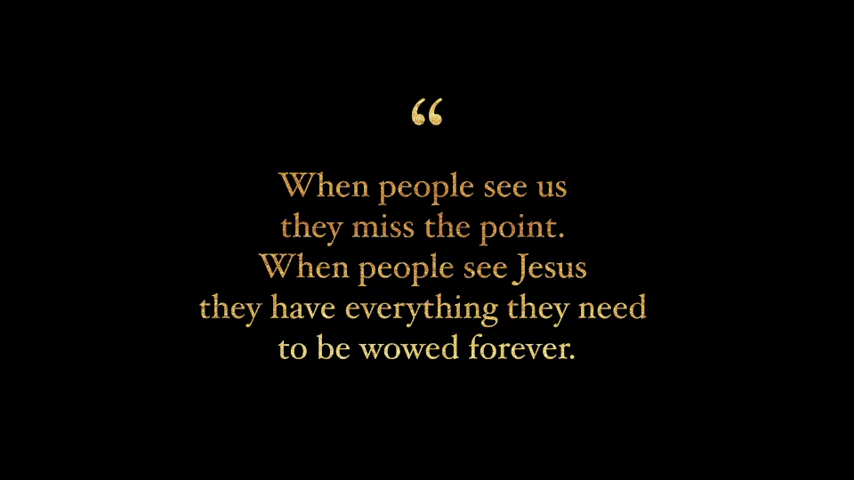 “
When people see us
they miss the point.
When people see Jesus
they have everything they need
to be wowed forever.